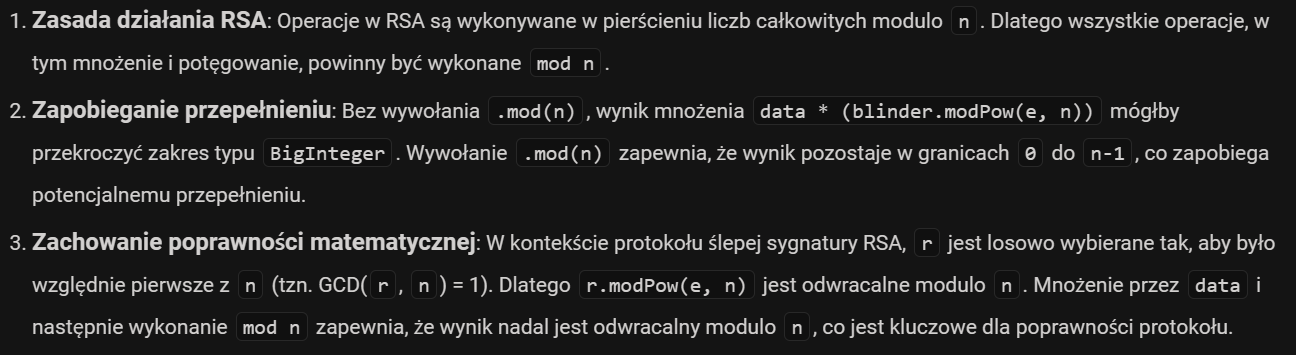 1. Zasada działania RSA: Operacje w RSA są wykonywane w pierścieniu liczb całkowitych modulo n . Dlatego wszystkie operacje, w
tym mnożenie i potęgowanie, powinny być wykonane mod n .
2. Zapobieganie przepełnieniu: Bez wywołania .mod(n) , wynik mnożenia data * (blinder.modPow(e, n)) mógłby
przekroczyć zakres typu BigInteger . Wywołanie .mod(n) zapewnia, że wynik pozostaje w granicach 0 do n-1 , co zapobiega
potencjalnemu przepełnieniu.
3. Zachowanie poprawności matematycznej: W kontekście protokołu ślepej sygnatury RSA, r jest losowo wybierane tak, aby było
względnie pierwsze z n (tzn. GCD( r , n ) = 1). Dlatego r.modPow(e, n) jest odwracalne modulo n . Mnożenie przez data i
następnie wykonanie mod n zapewnia, że wynik nadal jest odwracalny modulo n , co jest kluczowe dla poprawności protokołu.